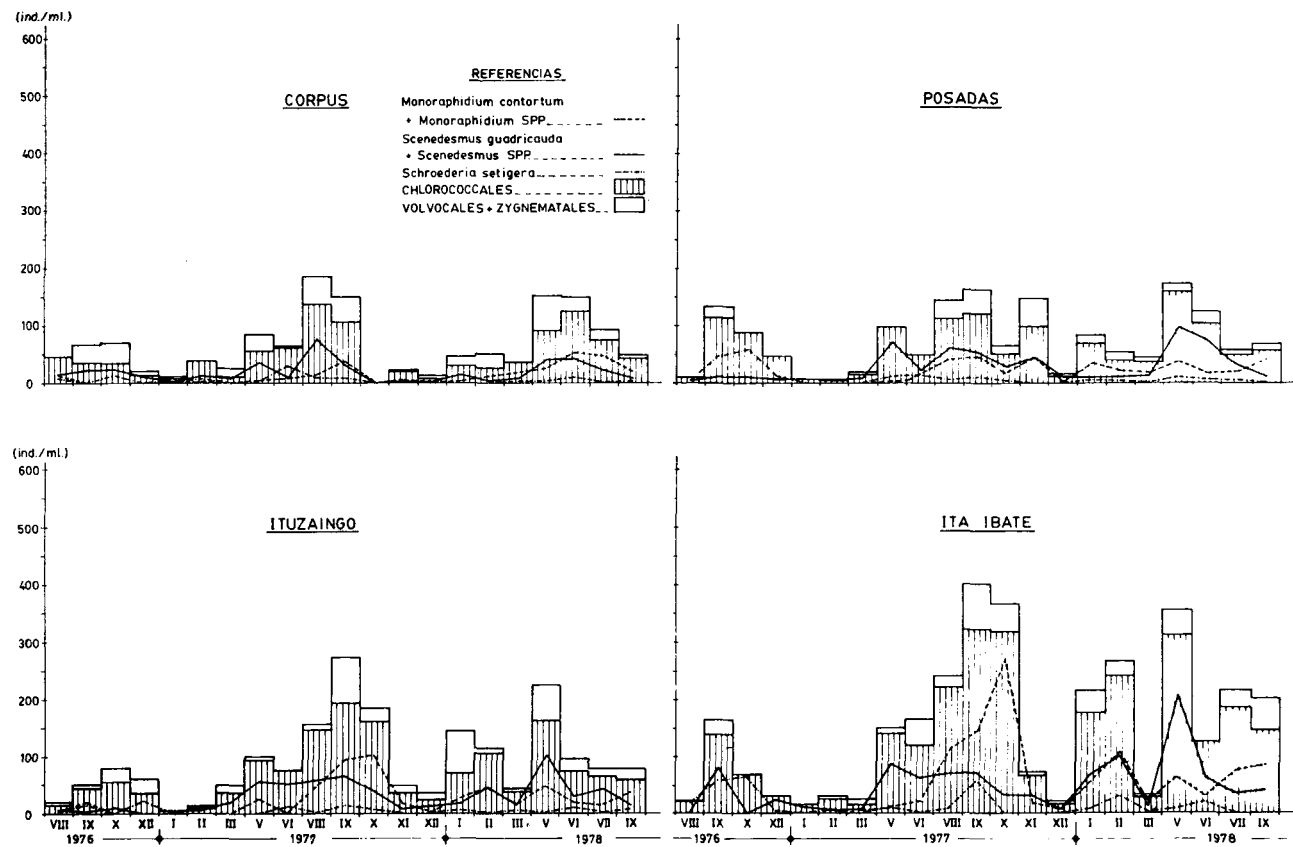 (ind./ml.)
600
500
400
300
200
100
0
CORPUS
REFERENCIAS
Monoraphidium contortum
+ Monoraphidium SPP.
Scenedesmus guadricauda
+ Scenedesmus SPP.
Schroederia setigera
CHLOROCOCCALES
VOLVOCALES + ZYGNEMATALES
POSADAS
(ind./ml.)
600
500
400
300
200
100
0
ITUZAINGO
VIII IX X XII I II III V VI VIII IX X XI XII I II III V VI VII IX
1976 1977 1978
ITA IBATE
VIII IX X XII I II III V VI VIII IX X XI XII I II III V VI VII IX
1976 1977 1978